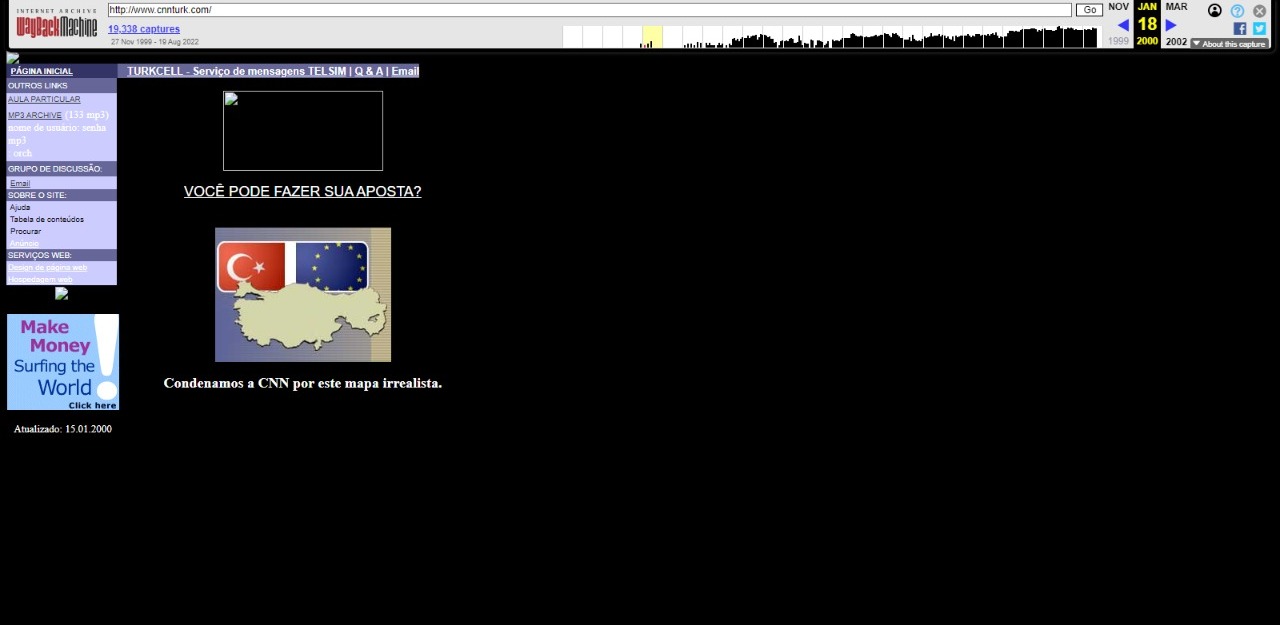 INTERNET ARCHIVE
WayBackMachine
http://www.cnnturk.com/
Go
NOV JAN MAR
19,338 captures
18
27 Nov 1999 - 19 Aug 2022
1999 2000 2002
About this capture
PÁGINA INICIAL
TURKCELL - Serviço de mensagens TELSIM | Q & A | Email
OUTROS LINKS
AULA PARTICULAR
MP3 ARCHIVE (133 mp3)
nome de usuário: senha
mp3
: orch
GRUPO DE DISCUSSÃO:
Email
SOBRE O SITE:
Ajuda
Tabela de conteúdos
Procurar
Anúncio
SERVIÇOS WEB:
Design de página web
Hospedagem web
VOCÊ PODE FAZER SUA APOSTA?
Make
Money
Surfing the
World!
Click here
Condenamos a CNN por este mapa irrealista.
Atualizado: 15.01.2000